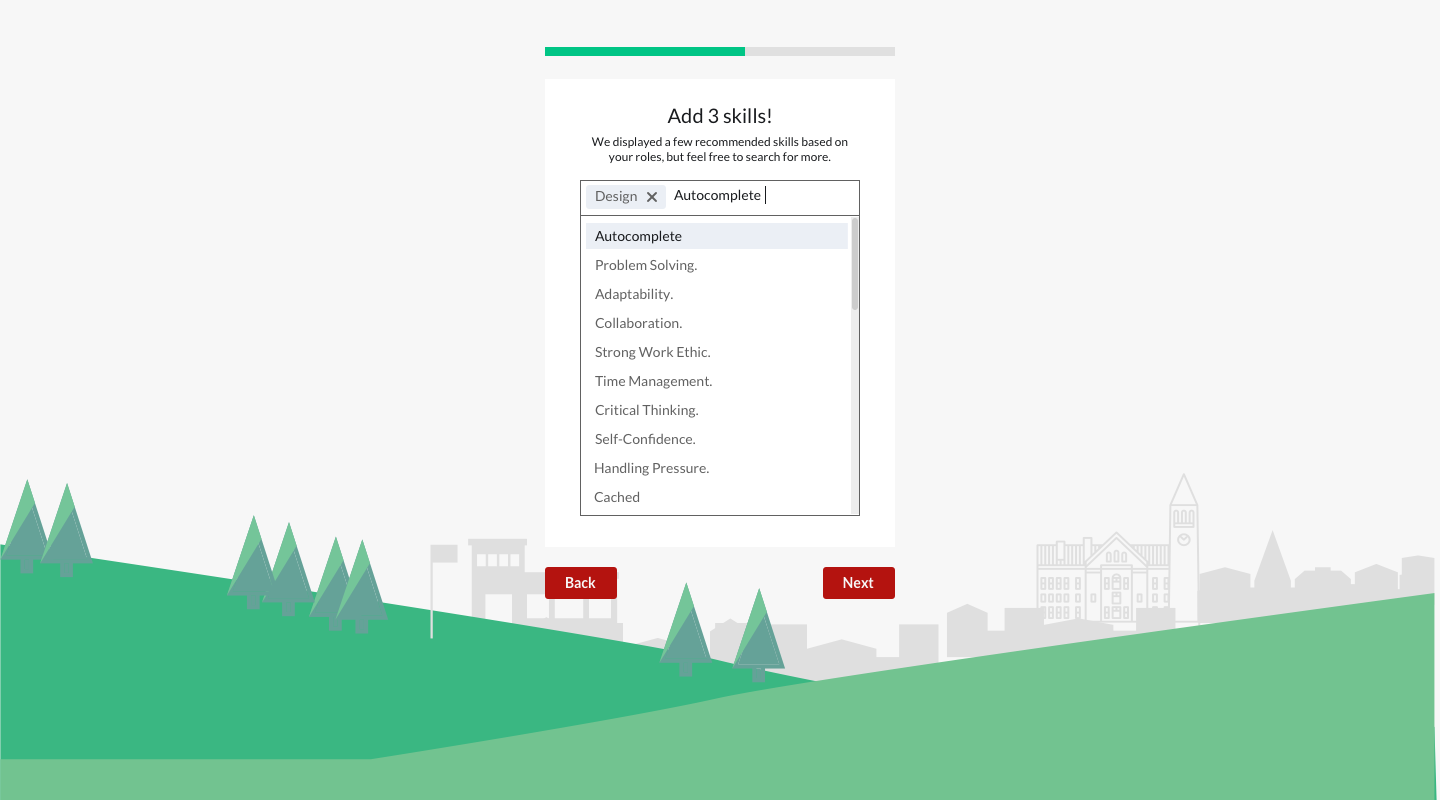 Add 3 skills!
We displayed a few recommended skills based on
your roles, but feel free to search for more.
Design Autocomplete
Autocomplete
Problem Solving.
Adaptability.
Collaboration.
Strong Work Ethic.
Time Management.
Critical Thinking.
Self-Confidence.
Handling Pressure.
Cached
Back Next